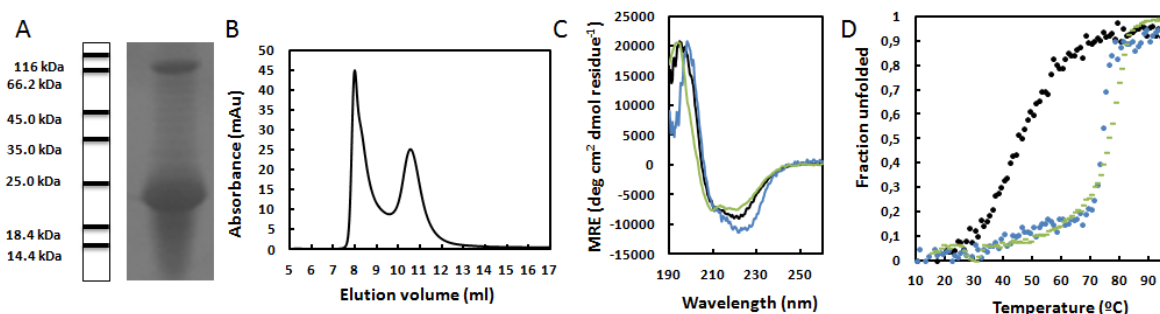 A
116 kDa
66.2 kDa
45.0 kDa
35.0 kDa
25.0 kDa
18.4 kDa
14.4 kDa
B
Absorbance (mAu)
50
45
40
35
30
25
20
15
10
5
0
5 6 7 8 9 10 11 12 13 14 15 16 17
Elution volume (ml)
C
MRE (deg cm² dmol residue⁻¹)
25000
20000
15000
10000
5000
0
-5000
-10000
-15000
-20000
190 210 230 250
Wavelength (nm)
D
Fraction unfolded
1
0,9
0,8
0,7
0,6
0,5
0,4
0,3
0,2
0,1
0
10 20 30 40 50 60 70 80 90
Temperature (ºC)